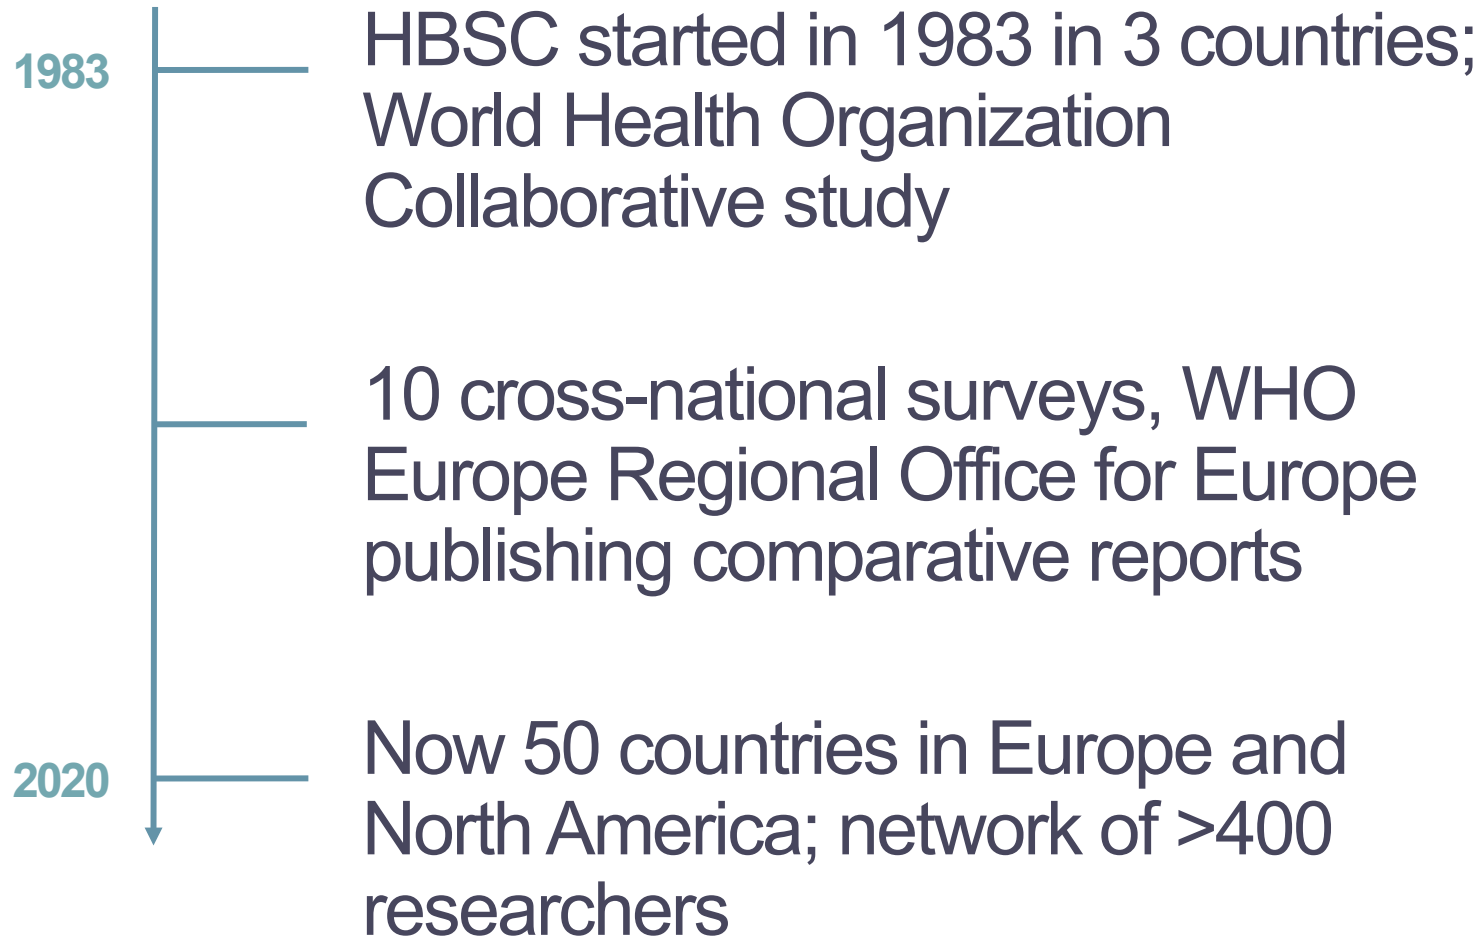 1983
HBSC started in 1983 in 3 countries;
World Health Organization
Collaborative study
10 cross-national surveys, WHO
Europe Regional Office for Europe
publishing comparative reports
2020
Now 50 countries in Europe and
North America; network of >400
researchers